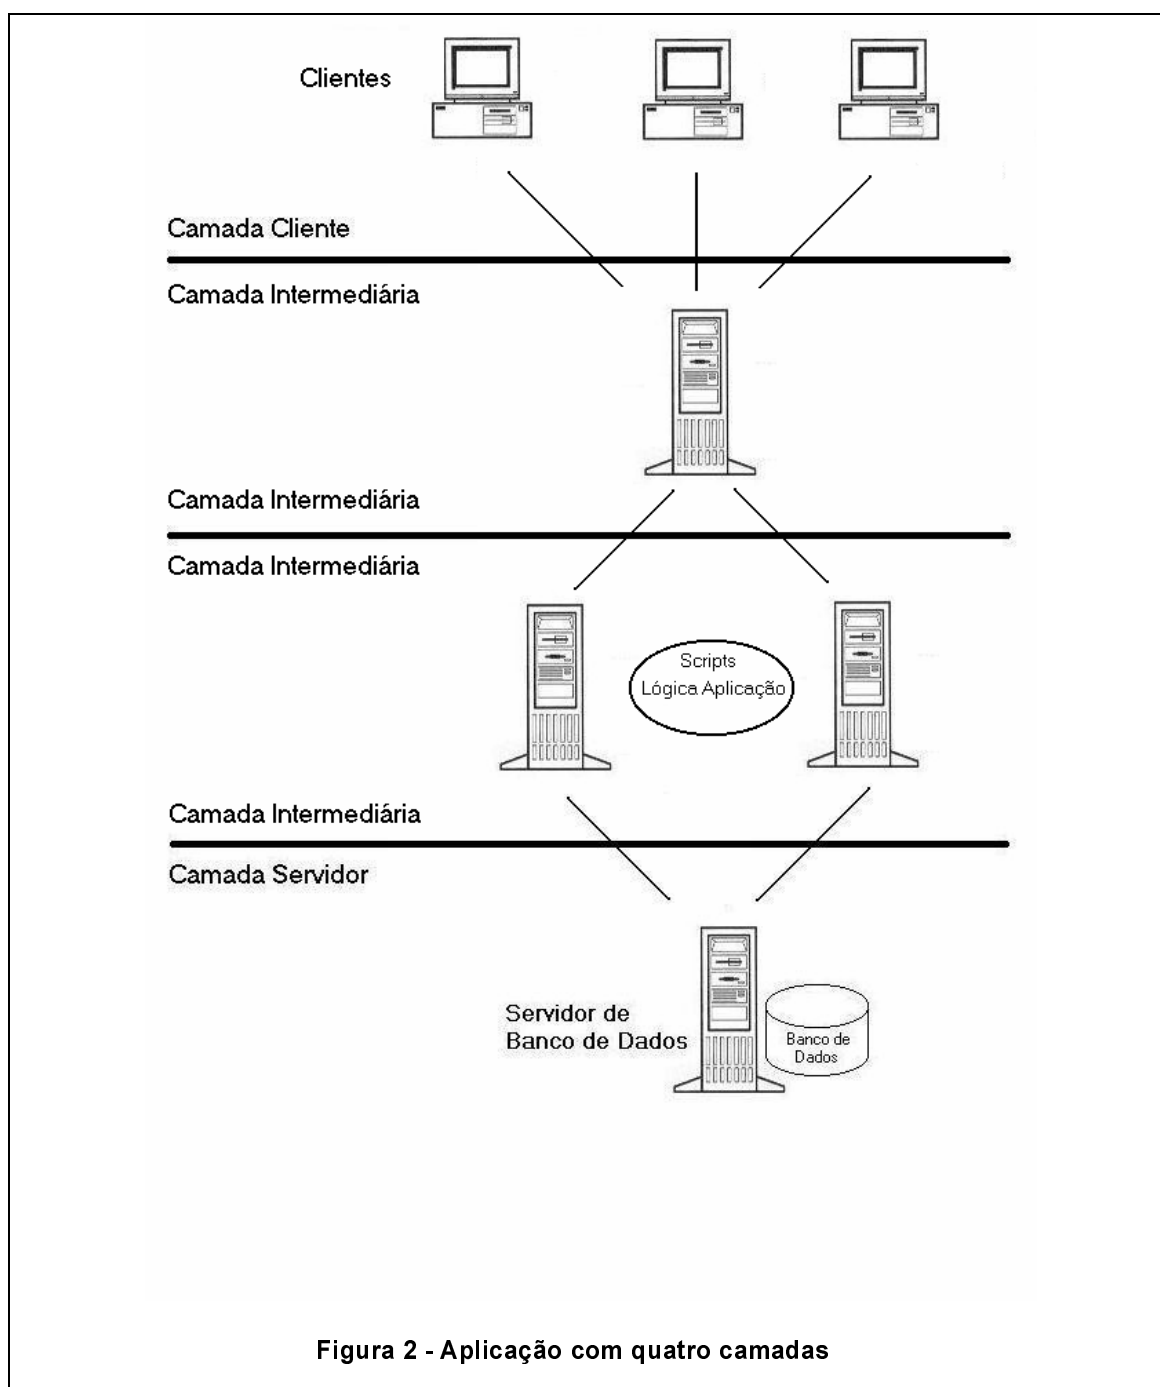 Clientes
Camada Cliente
Camada Intermediária
Camada Intermediária
Camada Intermediária
Scripts
Lógica Aplicação
Camada Intermediária
Camada Servidor
Servidor de
Banco de Dados
Banco de
Dados
Figura 2 - Aplicação com quatro camadas